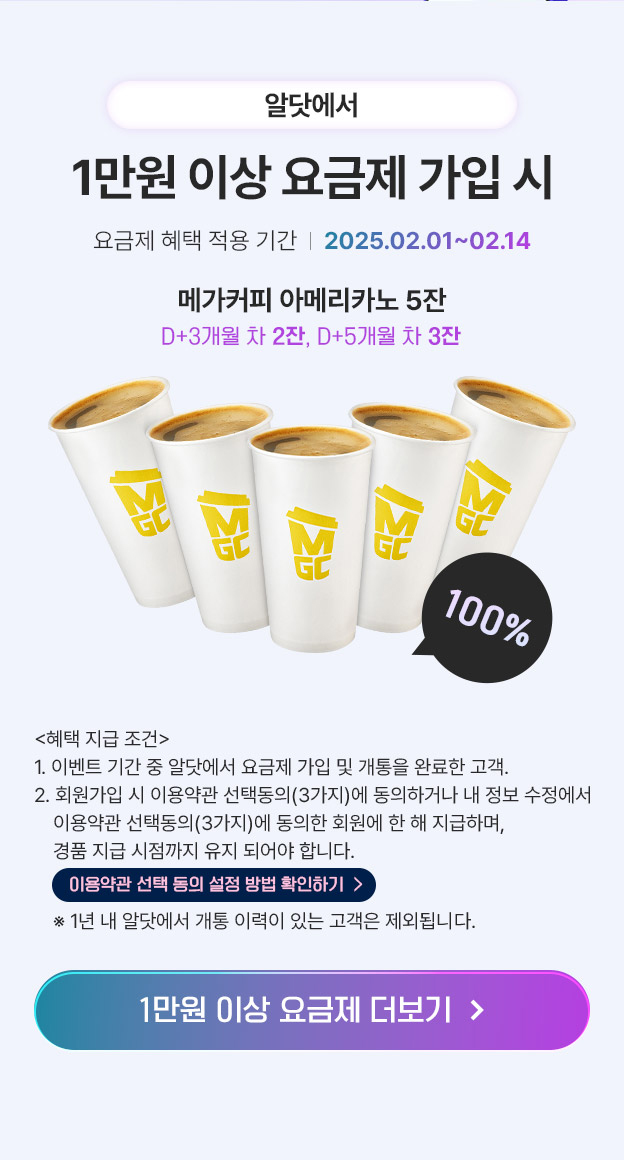 알닷에서
1만원 이상 요금제 가입 시
요금제 혜택 적용 기간 | 2025.02.01~02.14
메가커피 아메리카노 5잔
D+3개월 차 2잔, D+5개월 차 3잔
MGC MGC MGC MGC MGC
100%
<혜택 지급 조건>
1. 이벤트 기간 중 알닷에서 요금제 가입 및 개통을 완료한 고객.
2. 회원가입 시 이용약관 선택동의(3가지)에 동의하거나 내 정보 수정에서
이용약관 선택동의(3가지)에 동의한 회원에 한 해 지급하며,
경품 지급 시점까지 유지 되어야 합니다.
이용약관 선택 동의 설정 방법 확인하기 >
※ 1년 내 알닷에서 개통 이력이 있는 고객은 제외됩니다.
1만원 이상 요금제 더보기 >